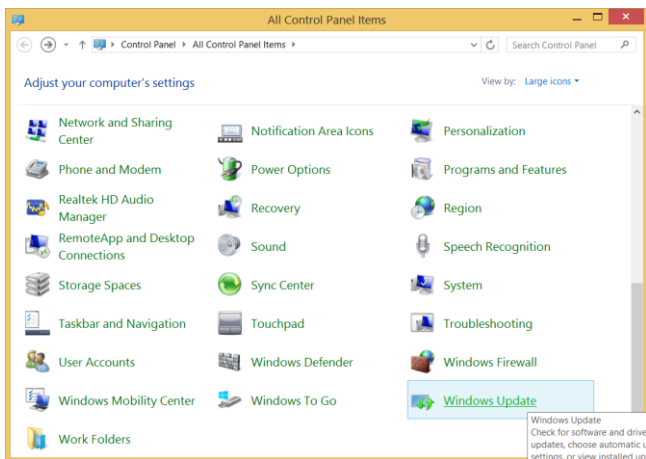 All Control Panel Items
Control Panel All Control Panel Items Search Control Panel
Adjust your computer's settings View by: Large icons
Network and Sharing
Center Notification Area Icons Personalization
Phone and Modem Power Options Programs and Features
Realtek HD Audio
Manager Recovery Region
RemoteApp and Desktop
Connections Sound Speech Recognition
Storage Spaces Sync Center System
Taskbar and Navigation Touchpad Troubleshooting
User Accounts Windows Defender Windows Firewall
Windows Mobility Center Windows To Go Windows Update
Windows Update
Check for software and drive
updates, choose automatic u
settings, or view installed up
Work Folders